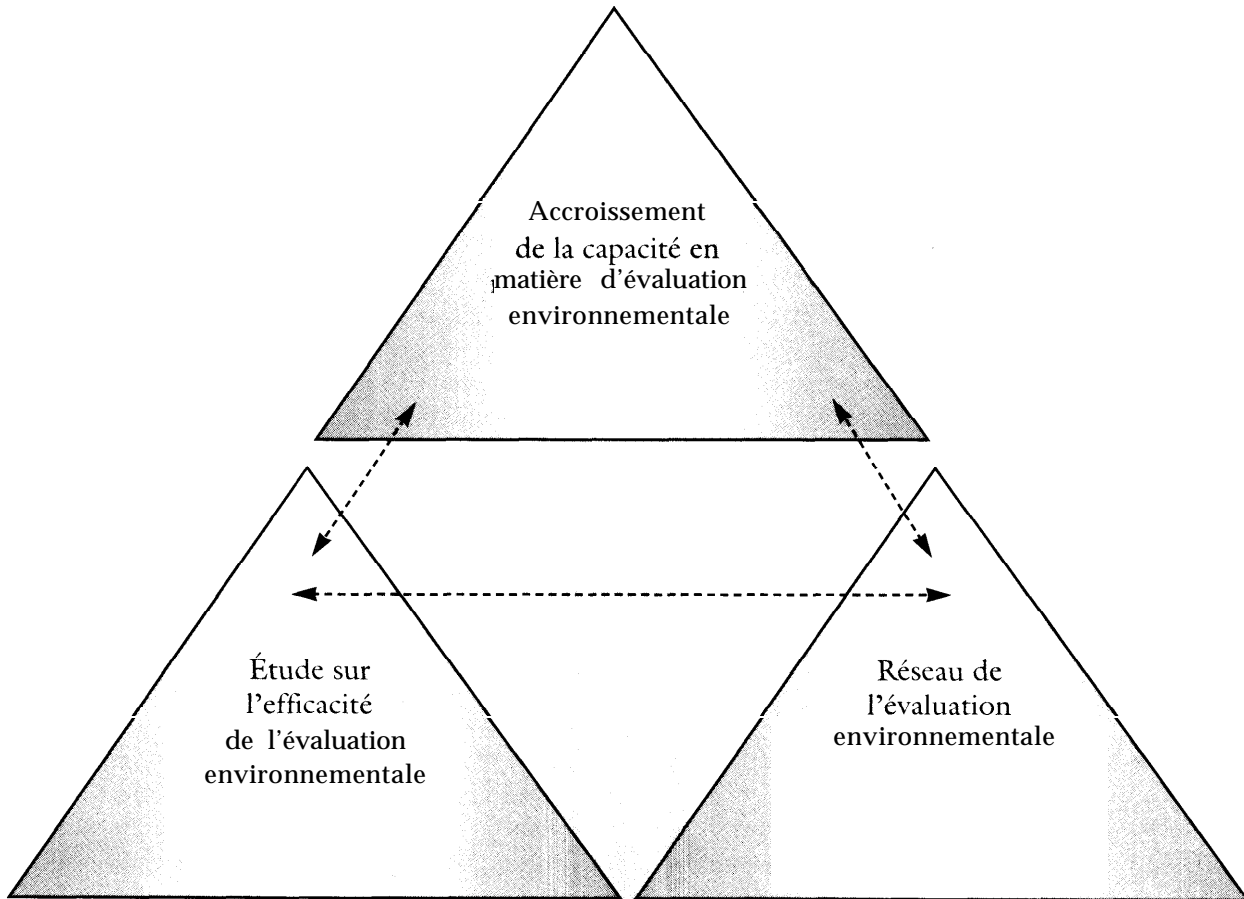 Accroissement
de la capacité en
matière d'évaluation
environnementale
Étude sur
l'efficacité
de l'évaluation
environnementale
Réseau de
l'évaluation
environnementale